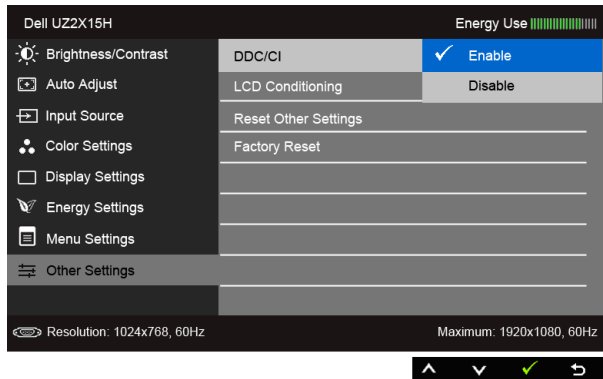 Dell UZ2X15H Energy Use
Brightness/Contrast DDC/CI Enable
Auto Adjust LCD Conditioning Disable
Input Source Reset Other Settings
Color Settings Factory Reset
Display Settings
Energy Settings
Menu Settings
Other Settings
Resolution: 1024x768, 60Hz Maximum: 1920x1080, 60Hz